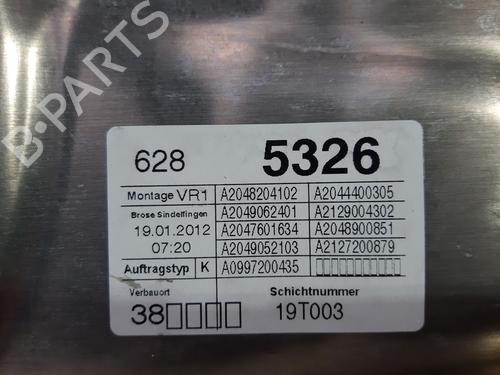 B-PARTS
628 5326
Montage VR1 A2048204102 A2044400305
Brose Sindelfingen A2049062401 A2129004302
19.01.2012 A2047601634 A2048900851
07:20 A2049052103 A2127200879
Auftragstyp K A0997200435 □□□□□□□□□□□
Verbauort Schichtnummer
38□□□□ 19T003